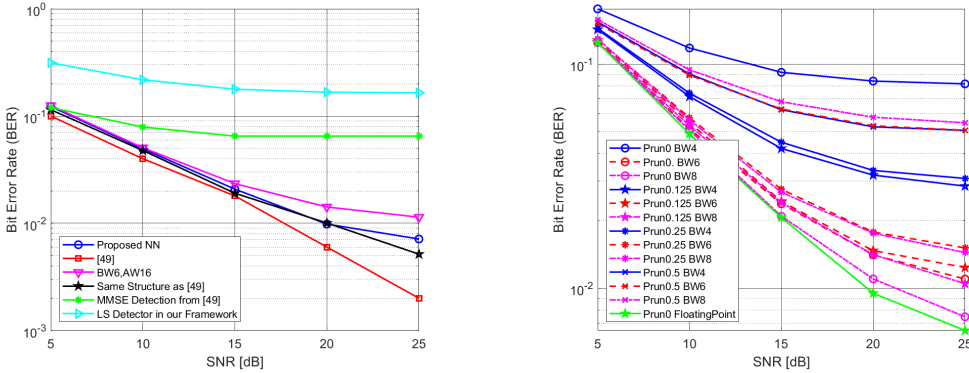 10^0
10^-1
10^-2
10^-3
Bit Error Rate (BER)
Proposed NN
[49]
BW6,AW16
Same Structure as [49]
MMSE Detection from [49]
LS Detector in our Framework
5 10 15 20 25
SNR [dB]
10^-1
10^-2
Bit Error Rate (BER)
Prun0 BW4
Prun0. BW6
Prun0 BW8
Prun0.125 BW4
Prun0.125 BW6
Prun0.125 BW8
Prun0.25 BW4
Prun0.25 BW6
Prun0.25 BW8
Prun0.5 BW4
Prun0.5 BW6
Prun0.5 BW8
Prun0 FloatingPoint
5 10 15 20 25
SNR [dB]